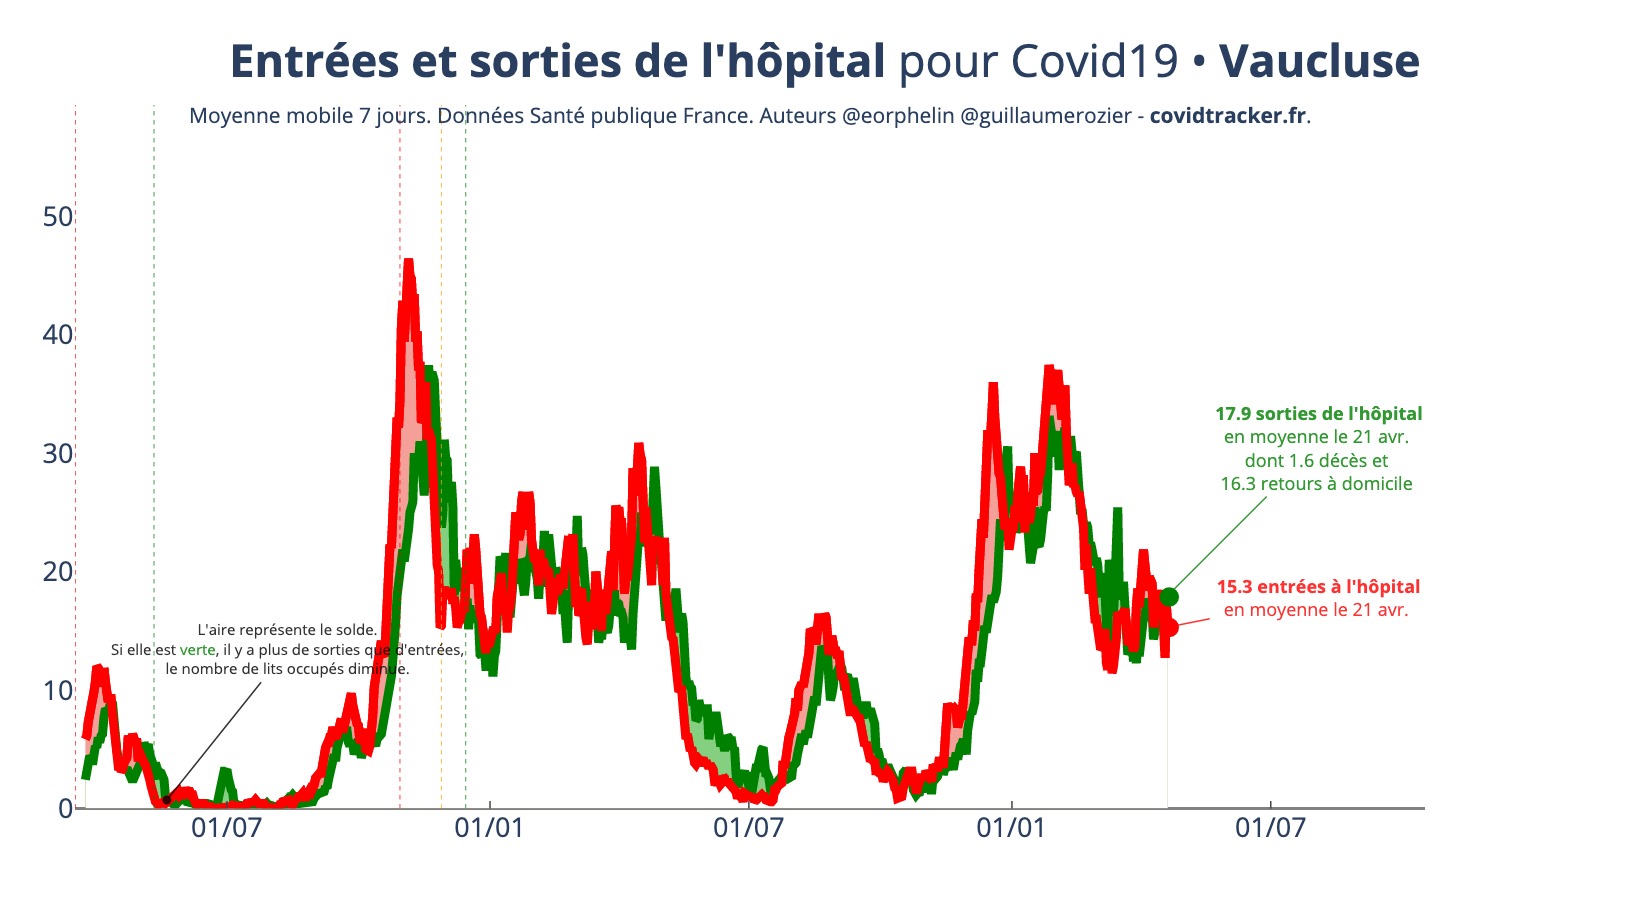 Entrées et sorties de l'hôpital pour Covid19 • Vaucluse
Moyenne mobile 7 jours. Données Santé publique France. Auteurs @eorphelin @guillaumerozier - covidtracker.fr.
50
40
30
20
10
0
17.9 sorties de l'hôpital
en moyenne le 21 avr.
dont 1.6 décès et
16.3 retours à domicile
15.3 entrées à l'hôpital
en moyenne le 21 avr.
L'aire représente le solde.
Si elle est verte, il y a plus de sorties que d'entrées,
le nombre de lits occupés diminue.
01/07 01/01 01/07 01/01 01/07